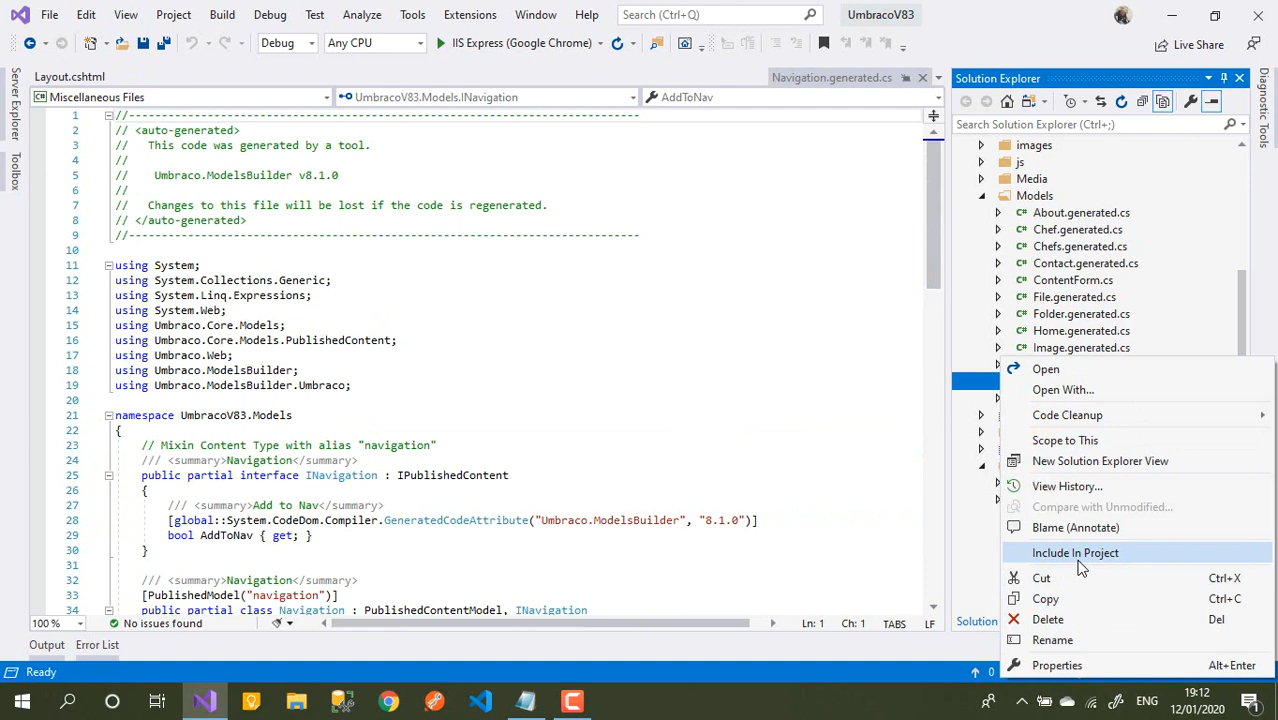 File Edit View Project Build Debug Test Analyze Tools Extensions Window Help Search (Ctrl+Q) UmbracoV83
Debug Any CPU IIS Express (Google Chrome) Live Share
Server Explorer
Toolbox
Layout.cshtml Navigation.generated.cs
Miscellaneous Files UmbracoV83.Models.INavigation AddToNav
1 //------------------------------------------------------------------------------
2 // <auto-generated>
3 //   This code was generated by a tool.
4 //
5 //    Umbraco.ModelsBuilder v8.1.0
6 //
7 //   Changes to this file will be lost if the code is regenerated.
8 // </auto-generated>
9 //------------------------------------------------------------------------------
10
11 using System;
12 using System.Collections.Generic;
13 using System.Linq.Expressions;
14 using System.Web;
15 using Umbraco.Core.Models;
16 using Umbraco.Core.Models.PublishedContent;
17 using Umbraco.Web;
18 using Umbraco.ModelsBuilder;
19 using Umbraco.ModelsBuilder.Umbraco;
20
21 namespace UmbracoV83.Models
22 {
23 // Mixin Content Type with alias "navigation"
24 /// <summary>Navigation</summary>
25 public partial interface INavigation : IPublishedContent
26 {
27 /// <summary>Add to Nav</summary>
28 [global::System.CodeDom.Compiler.GeneratedCodeAttribute("Umbraco.ModelsBuilder", "8.1.0")]
29 bool AddToNav { get; }
30 }
31
32 /// <summary>Navigation</summary>
33 [PublishedModel("navigation")]
34 public partial class Navigation : PublishedContentModel, INavigation
100 % No issues found Ln: 1 Ch: 1 TABS LF
Output Error List
Ready 0
Solution Explorer
Search Solution Explorer (Ctrl+;)
images
js
Media
Models
C# About.generated.cs
C# Chef.generated.cs
C# Chefs.generated.cs
C# Contact.generated.cs
C# ContentForm.cs
C# File.generated.cs
C# Folder.generated.cs
C# Home.generated.cs
C# Image.generated.cs
Solution
Diagnostic Tools
Open
Open With...
Code Cleanup
Scope to This
New Solution Explorer View
View History...
Compare with Unmodified...
Blame (Annotate)
Include In Project
Cut Ctrl+X
Copy Ctrl+C
Delete Del
Rename
Properties Alt+Enter
ENG 19:12
12/01/2020 1